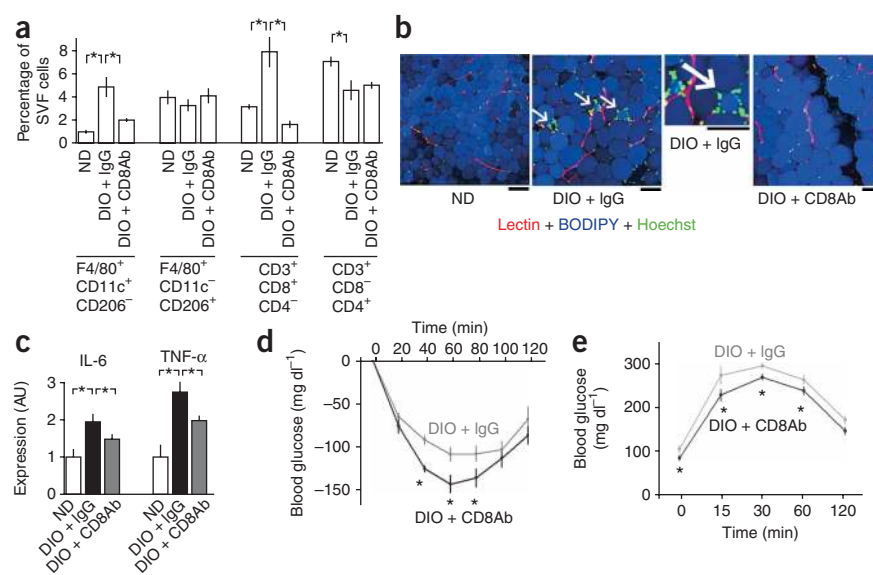 a
Percentage of
SVF cells
8
6
4
2
0
* * * * *
ND
DIO + IgG
DIO + CD8Ab
ND
DIO + IgG
DIO + CD8Ab
ND
DIO + IgG
DIO + CD8Ab
ND
DIO + IgG
DIO + CD8Ab
F4/80+ F4/80+ CD3+ CD3+
CD11c+ CD11c− CD8+ CD8−
CD206− CD206+ CD4− CD4+
b
ND
DIO + IgG
DIO + IgG
DIO + CD8Ab
Lectin + BODIPY + Hoechst
c
IL-6
TNF-α
Expression (AU)
3
2
1
0
* * * *
ND
DIO + IgG
DIO + CD8Ab
ND
DIO + IgG
DIO + CD8Ab
d
Time (min)
0 20 40 60 80 100 120
Blood glucose (mg dl−1)
0
−50
−100
−150
DIO + IgG
* * *
DIO + CD8Ab
e
Blood glucose
(mg dl−1)
300
200
100
0
DIO + IgG
DIO + CD8Ab
* * * *
0 15 30 60 120
Time (min)